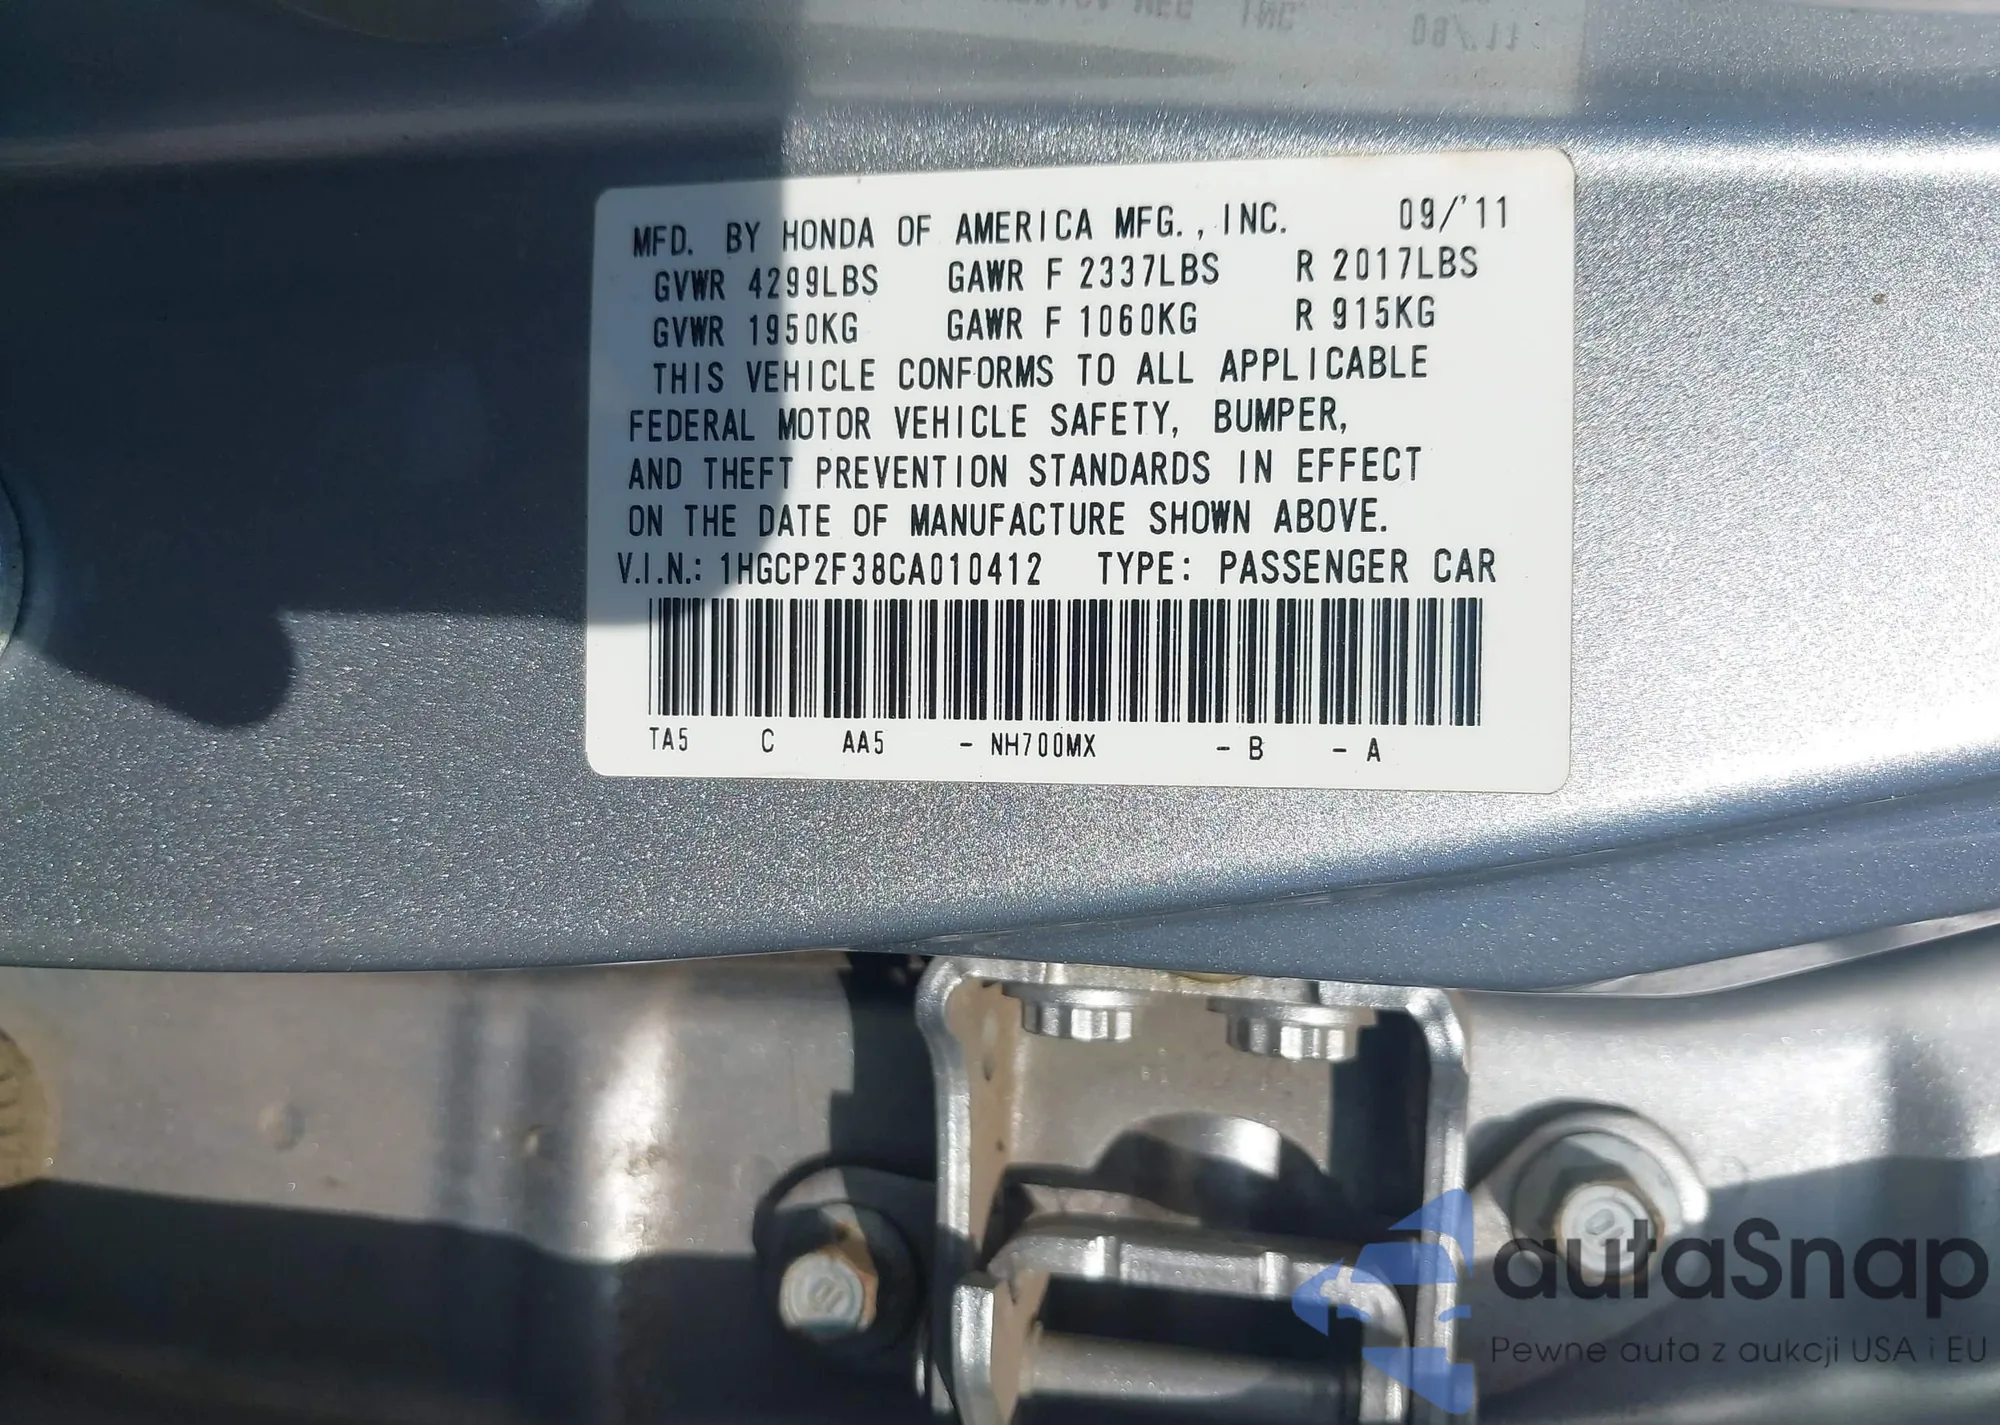 MFD. BY HONDA OF AMERICA MFG., INC. 09/'11
GVWR 4299LBS GAWR F 2337LBS R 2017LBS
GVWR 1950KG GAWR F 1060KG R 915KG
THIS VEHICLE CONFORMS TO ALL APPLICABLE
FEDERAL MOTOR VEHICLE SAFETY, BUMPER,
AND THEFT PREVENTION STANDARDS IN EFFECT
ON THE DATE OF MANUFACTURE SHOWN ABOVE.
V.I.N.: 1HGCP2F38CA010412 TYPE: PASSENGER CAR
TA5 C AA5 - NH700MX - B - A
autaSnap
Pewne auta z aukcji USA i EU